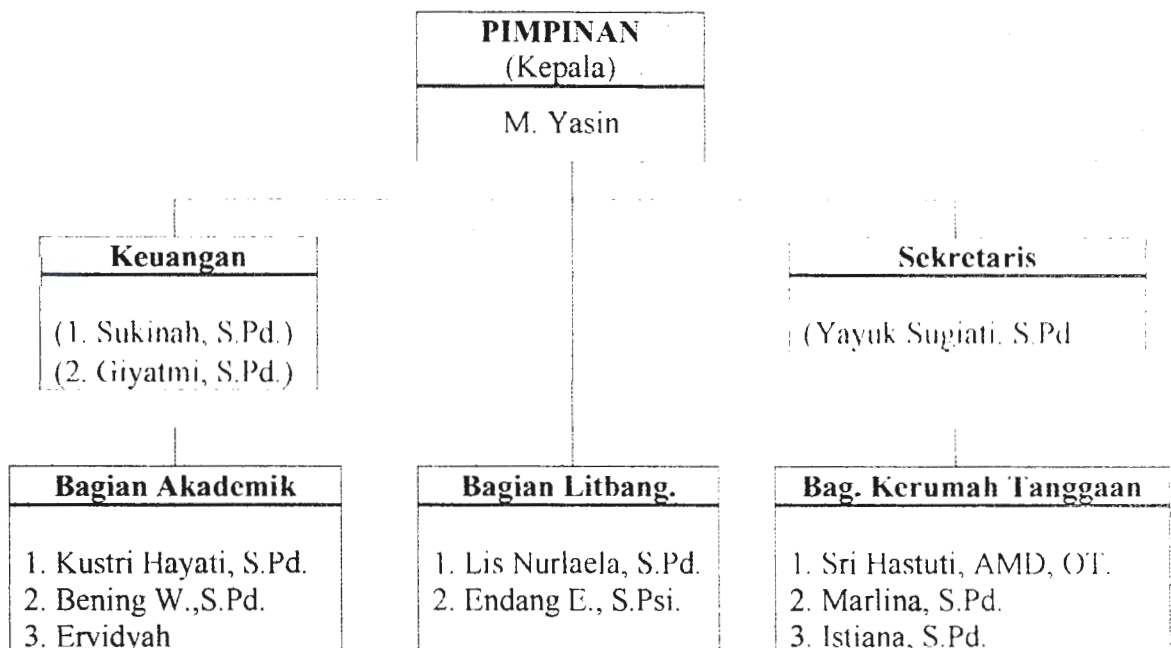 PIMPINAN
(Kepala)
M. Yasin
Keuangan
(1. Sukinah, S.Pd.)
(2. Giyatmi, S.Pd.)
Sekretaris
(Yayuk Sugiati. S.Pd
Bagian Akademik
1. Kustri Hayati, S.Pd.
2. Bening W.,S.Pd.
3. Ervidyah
Bagian Litbang.
1. Lis Nurlaela, S.Pd.
2. Endang E., S.Psi.
Bag. Kerumah Tanggaan
1. Sri Hastuti, AMD, OT.
2. Marlina, S.Pd.
3. Istiana, S.Pd.